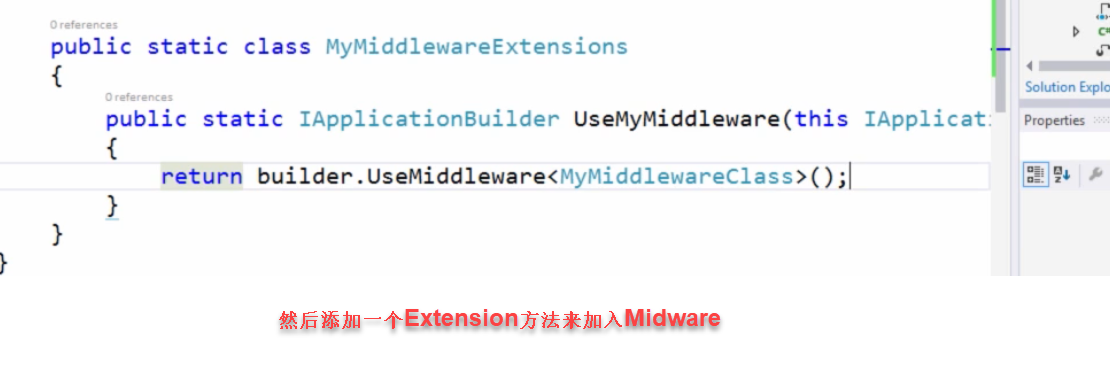 0 references
public static class MyMiddlewareExtensions
{
0 references
public static IApplicationBuilder UseMyMiddleware(this IApplicati
{
return builder.UseMiddleware<MyMiddlewareClass>();
}
}
}
Solution Explo
Properties
然后添加一个Extension方法来加入Midware